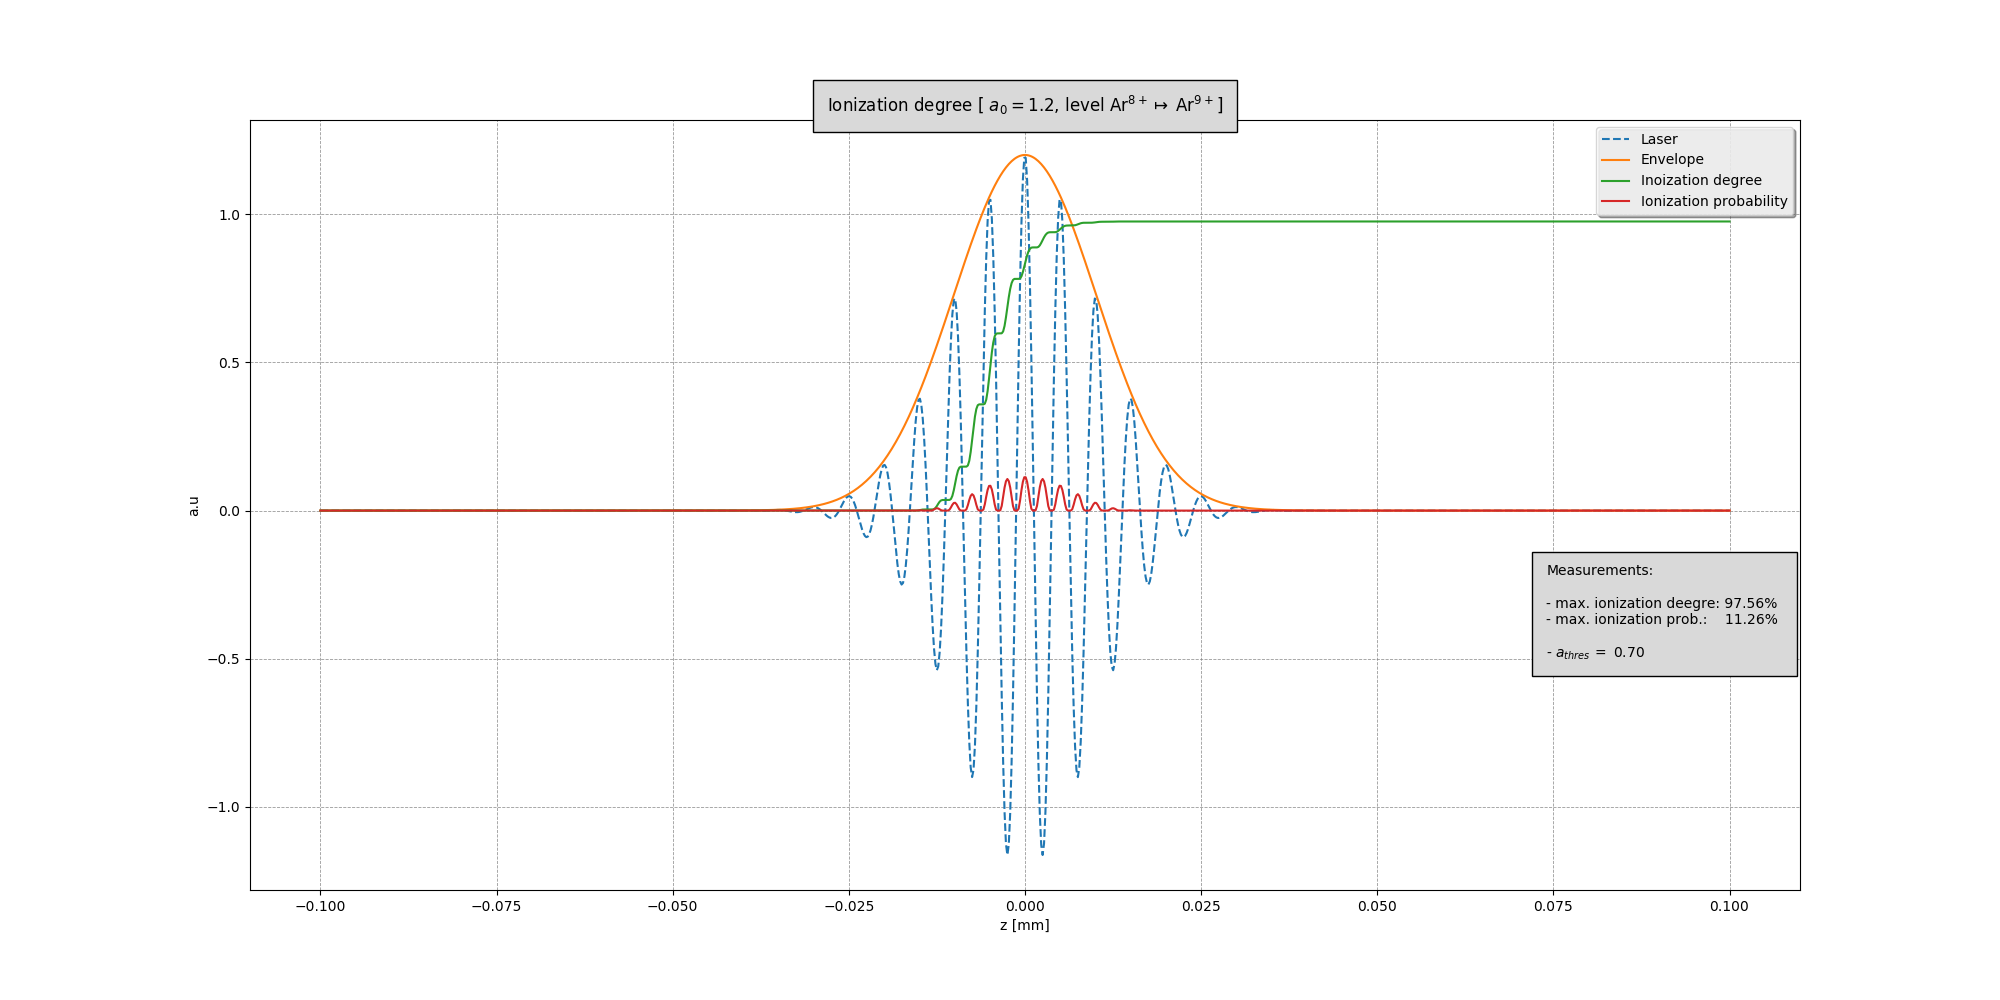 Ionization degree [ a₀ = 1.2, level Ar⁸⁺ ↦ Ar⁹⁺]
Laser
Envelope
Inoization degree
Ionization probability
1.0
0.5
0.0
−0.5
−1.0
a.u
Measurements:
- max. ionization deegre: 97.56%
- max. ionization prob.: 11.26%
- a_thres = 0.70
−0.100 −0.075 −0.050 −0.025 0.000 0.025 0.050 0.075 0.100
z [mm]